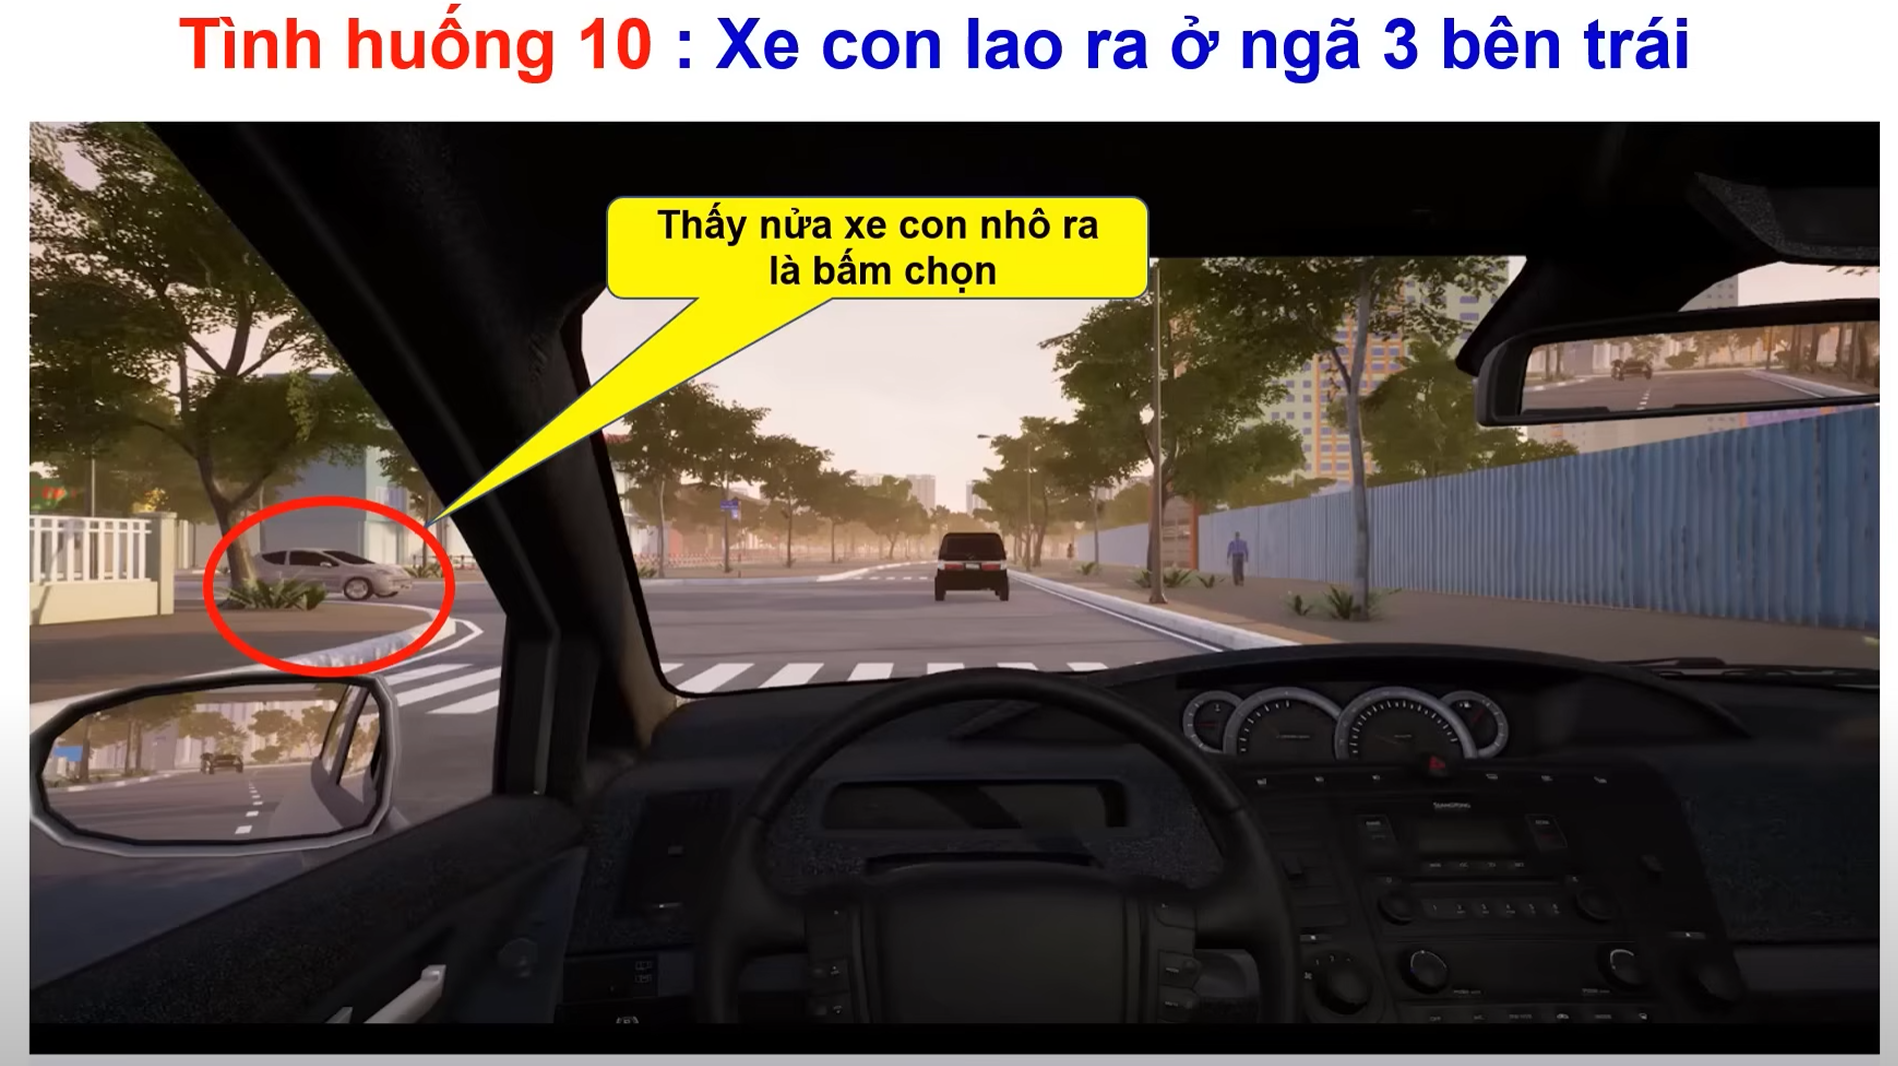 Tình huống 10 : Xe con lao ra ở ngã 3 bên trái
Thấy nửa xe con nhô ra
là bấm chọn